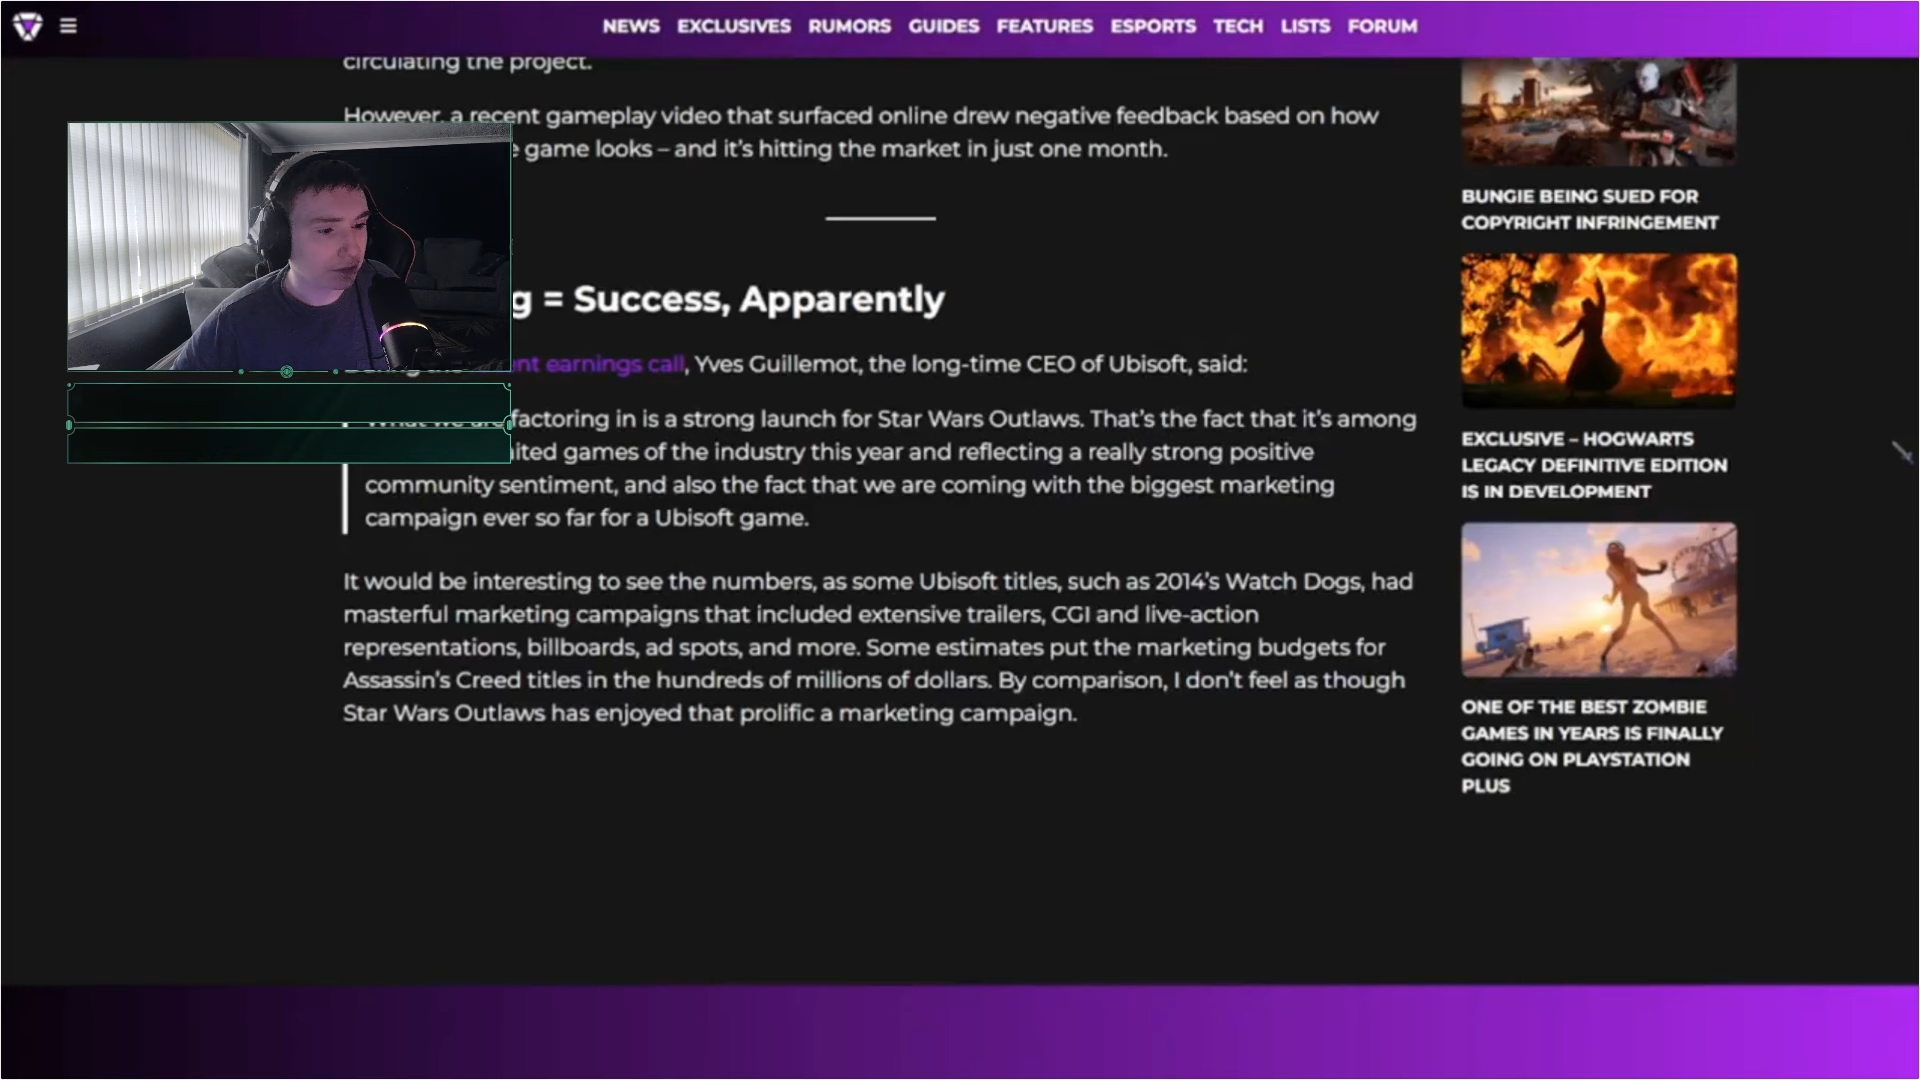 NEWS EXCLUSIVES RUMORS GUIDES FEATURES ESPORTS TECH LISTS FORUM
circulating the project.
However, a recent gameplay video that surfaced online drew negative feedback based on how
game looks – and it's hitting the market in just one month.
g = Success, Apparently
earnings call, Yves Guillemot, the long-time CEO of Ubisoft, said:
What we are factoring in is a strong launch for Star Wars Outlaws. That's the fact that it's among
games of the industry this year and reflecting a really strong positive
community sentiment, and also the fact that we are coming with the biggest marketing
campaign ever so far for a Ubisoft game.
It would be interesting to see the numbers, as some Ubisoft titles, such as 2014's Watch Dogs, had
masterful marketing campaigns that included extensive trailers, CGI and live-action
representations, billboards, ad spots, and more. Some estimates put the marketing budgets for
Assassin's Creed titles in the hundreds of millions of dollars. By comparison, I don't feel as though
Star Wars Outlaws has enjoyed that prolific a marketing campaign.
BUNGIE BEING SUED FOR
COPYRIGHT INFRINGEMENT
EXCLUSIVE – HOGWARTS
LEGACY DEFINITIVE EDITION
IS IN DEVELOPMENT
ONE OF THE BEST ZOMBIE
GAMES IN YEARS IS FINALLY
GOING ON PLAYSTATION
PLUS